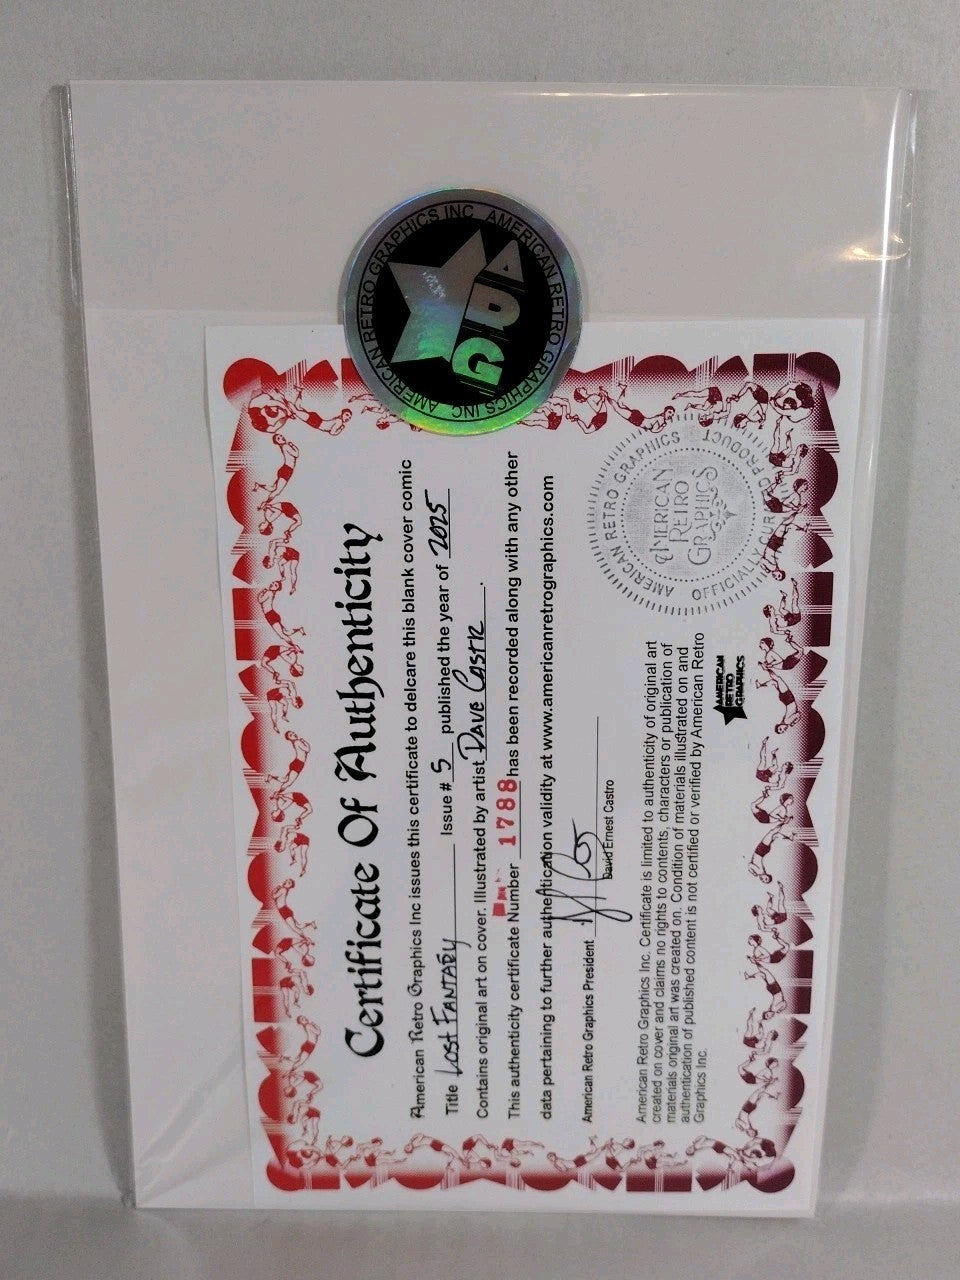 AMERICAN RETRO GRAPHICS INC AMERICAN RETRO GRAPHICS INC
ARG
Certificate Of Authenticity
American Retro Graphics Inc issues this certificate to delcare this blank cover comic
Title Lost Fantasy Issue # 5 published the year of 2025
Contains original art on cover. Illustrated by artist Dave Castr.
This authenticity certificate Number 1788 has been recorded along with any other
data pertaining to further authetication validity at www.americanretrographics.com
American Retro Graphics President
David Ernest Castro
American Retro Graphics Inc. Certificate is limited to authenticity of original art
created on cover and claims no rights to contents, characters or publication of
materials original art was created on. Condition of materials illustrated on and
authentication of published content is not certified or verified by American Retro
Graphics Inc.
AMERICAN
RETRO
GRAPHICS
AMERICAN RETRO GRAPHICS PRODUCT
OFFICIALLY
AMERICAN
RETRO
GRAPHICS